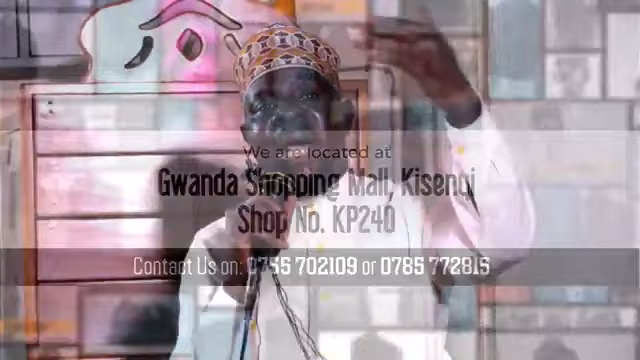 We are located at
Gwanda Shopping Mall, Kisenyi
Shop No. KP240
Contact Us on: 0755 702109 or 0785 772815